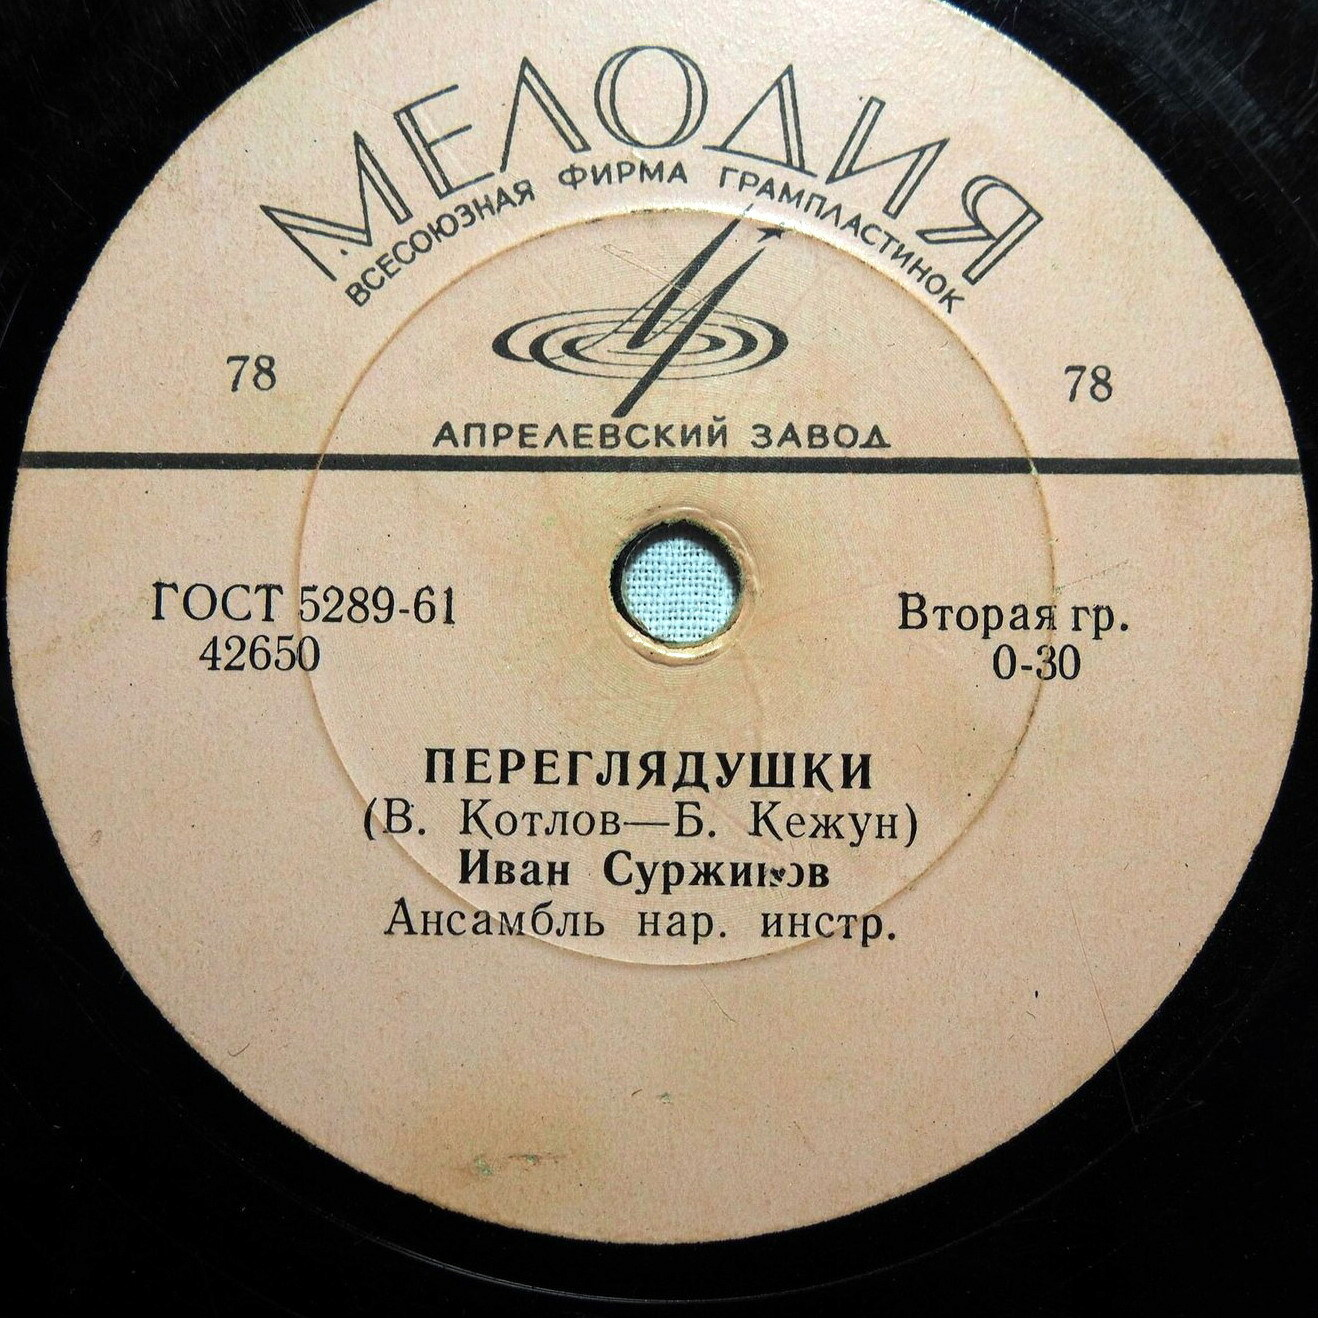 МЕЛОДИЯ
ВСЕСОЮЗНАЯ ФИРМА ГРАМПЛАСТИНОК
78
78
АПРЕЛЕВСКИЙ ЗАВОД
ГОСТ 5289-61
42650
Вторая гр.
0-30
ПЕРЕГЛЯДУШКИ
(В. Котлов—Б. Кежун)
Иван Суржиков
Ансамбль нар. инстр.